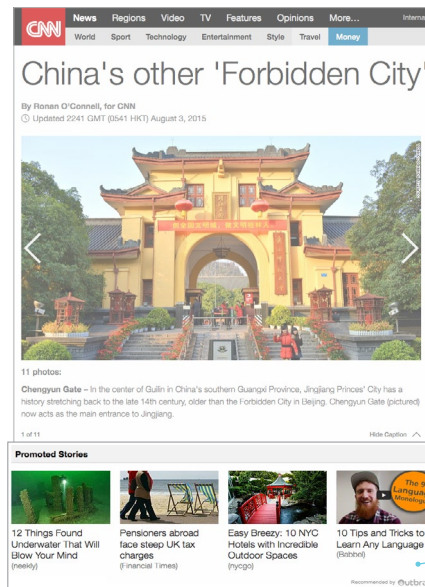 CNN
News Regions Video TV Features Opinions More...
World Sport Technology Entertainment Style Travel Money
China's other 'Forbidden City'
By Ronan O'Connell, for CNN
Updated 2241 GMT (0541 HKT) August 3, 2015
11 photos:
Chengyun Gate – In the center of Guilin in China's southern Guangxi Province, Jingjiang Princes' City has a
history stretching back to the late 14th century, older than the Forbidden City in Beijing. Chengyun Gate (pictured)
now acts as the main entrance to Jingjiang.
1 of 11 Hide Caption
Promoted Stories
12 Things Found
Underwater That Will
Blow Your Mind
(neekly)
Pensioners abroad
face steep UK tax
charges
(Financial Times)
Easy Breezy: 10 NYC
Hotels with Incredible
Outdoor Spaces
(nycgo)
The 9
Language
10 Tips and Tricks to
Learn Any Language
(Babbel)
Recommended by